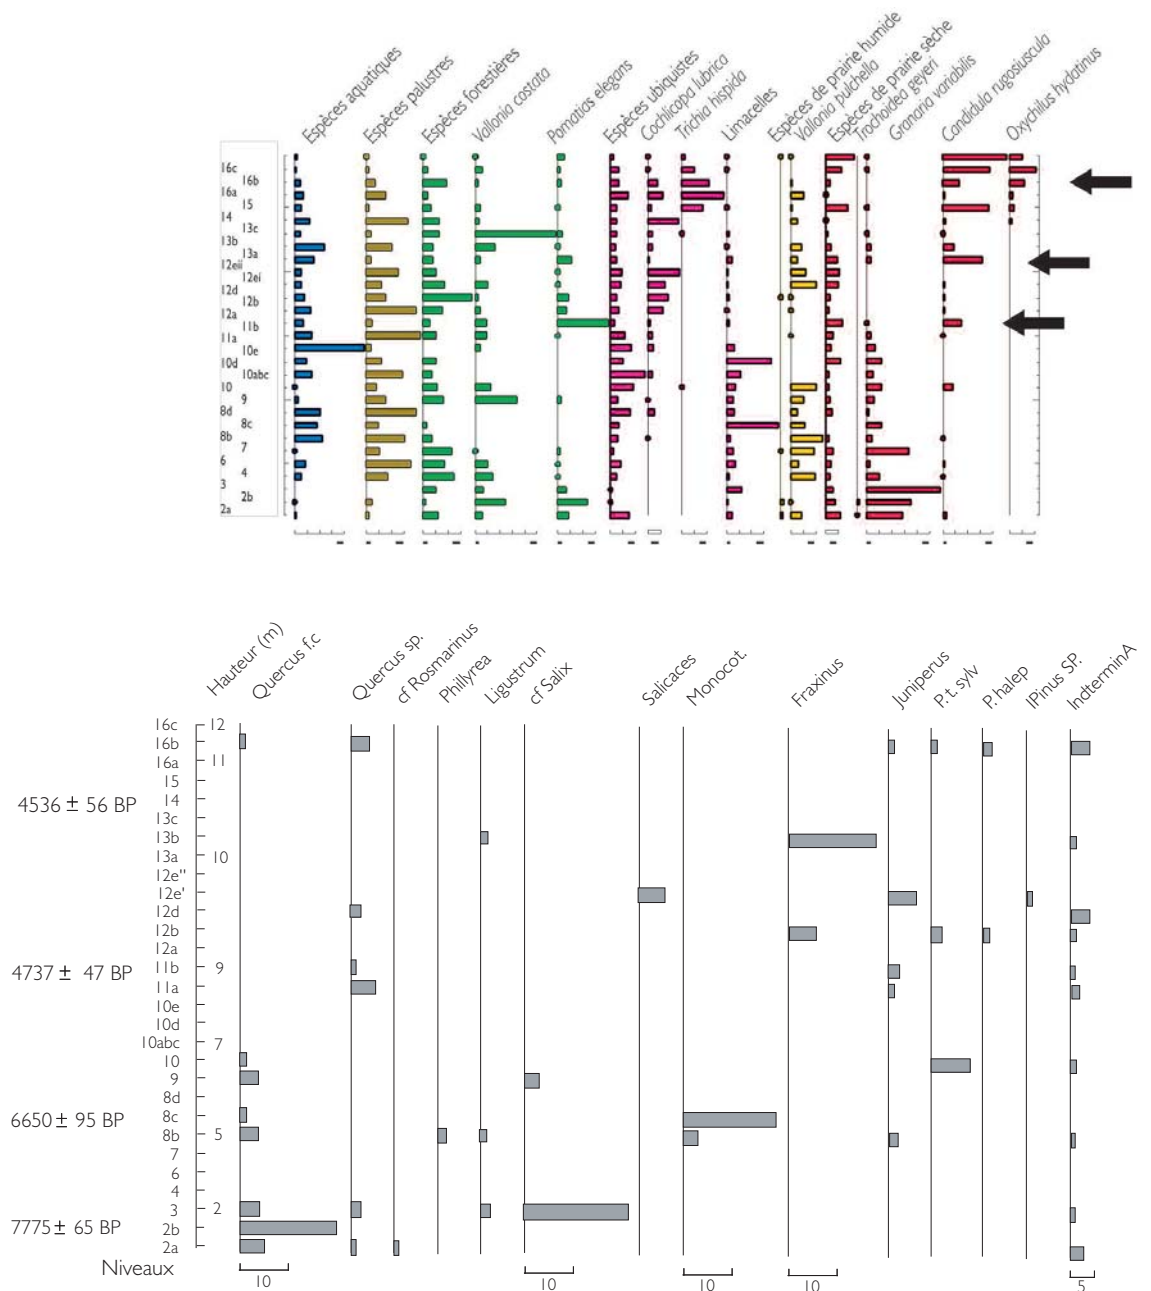 Espèces aquatiques
Espèces palustres
Espèces forestières
Vallonia costata
Pomatias elegans
Espèces ubiquistes
Cochlicopa lubrica
Trichia hispida
Limacelles
Espèces de prairie humide
Vallonia pulchella
Espèces de prairie sèche
Trochoidea geyeri
Granaria variabilis
Candidula rugosiuscula
Oxychilus hydatinus
16c
16b
16a
15
14
13c
13b
13a
12eii
12ei
12d
12b
12a
11b
11a
10e
10d
10abc
10
9
8d
8c
8b
7
6
4
3
2b
2a
Hauteur (m)
Quercus f.c
Quercus sp.
cf Rosmarinus
Phillyrea
Ligustrum
cf Salix
Salicaces
Monocot.
Fraxinus
Juniperus
P.t. sylv
P.halep
IPinus SP.
IndterminA
16c 12
16b
16a 11
15
4536 ± 56 BP 14
13c
13b
13a 10
12e"
12e'
12d
12b
12a
4737 ± 47 BP 11b 9
11a
10e
10d
10abc 7
10
9
8d
6650 ± 95 BP 8c
8b 5
7
6
4
3 2
7775 ± 65 BP 2b
2a
Niveaux
10 10 10 10 5